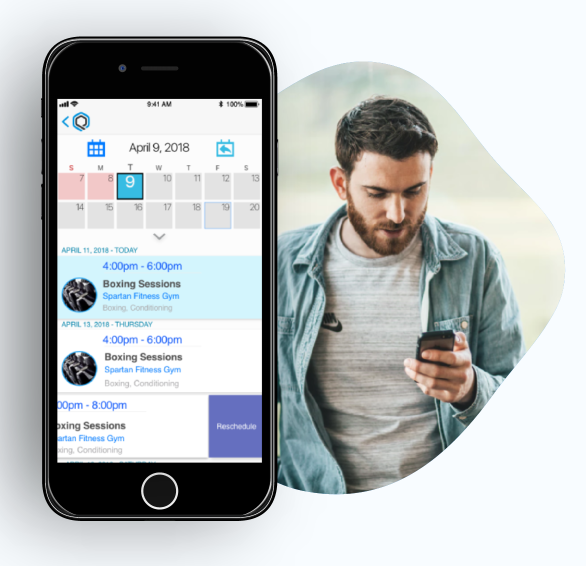 9:41 AM 100%
April 9, 2018
S M T W T F S
7 8 9 10 11 12 13
14 15 16 17 18 19 20
APRIL 11, 2018 - TODAY
4:00pm - 6:00pm
Boxing Sessions
Spartan Fitness Gym
Boxing, Conditioning
APRIL 13, 2018 - THURSDAY
4:00pm - 6:00pm
Boxing Sessions
Spartan Fitness Gym
Boxing, Conditioning
00pm - 8:00pm
oxing Sessions
artan Fitness Gym
xing, Conditioning
Reschedule